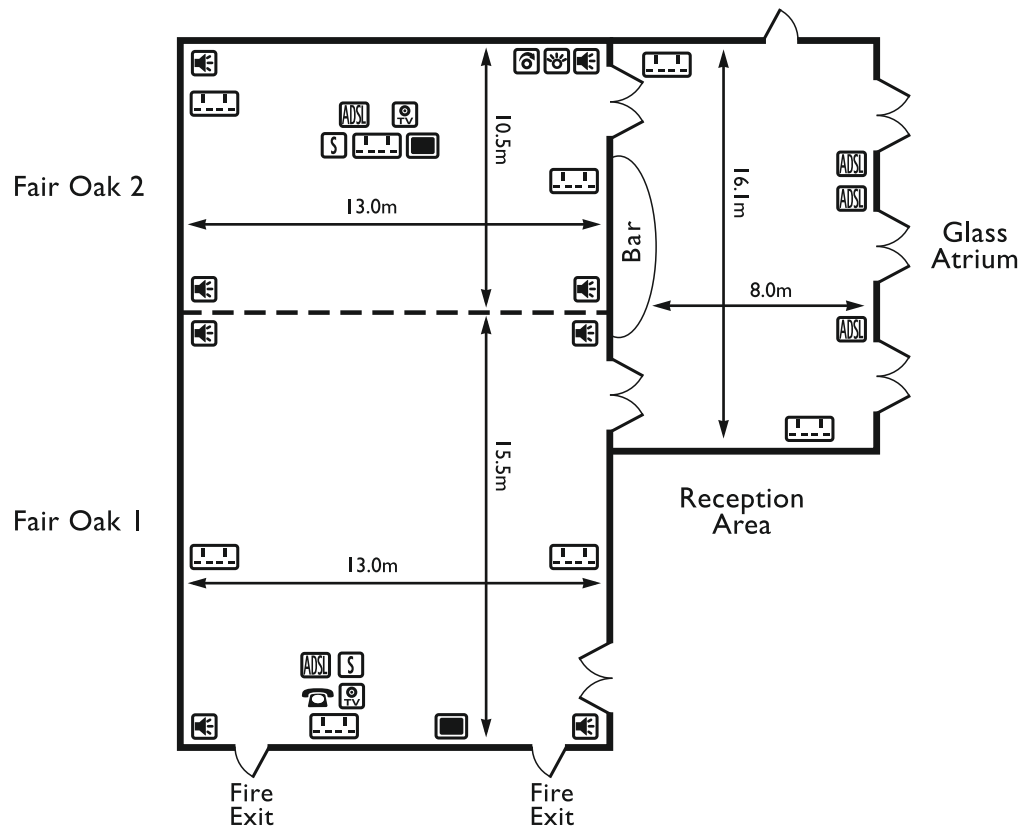 ADSL
TV
S
10.5m
16.1m
Fair Oak 2
13.0m
ADSL
ADSL
Bar
Glass
Atrium
8.0m
ADSL
15.5m
Reception
Area
Fair Oak 1
13.0m
ADSL
S
TV
Fire
Exit
Fire
Exit